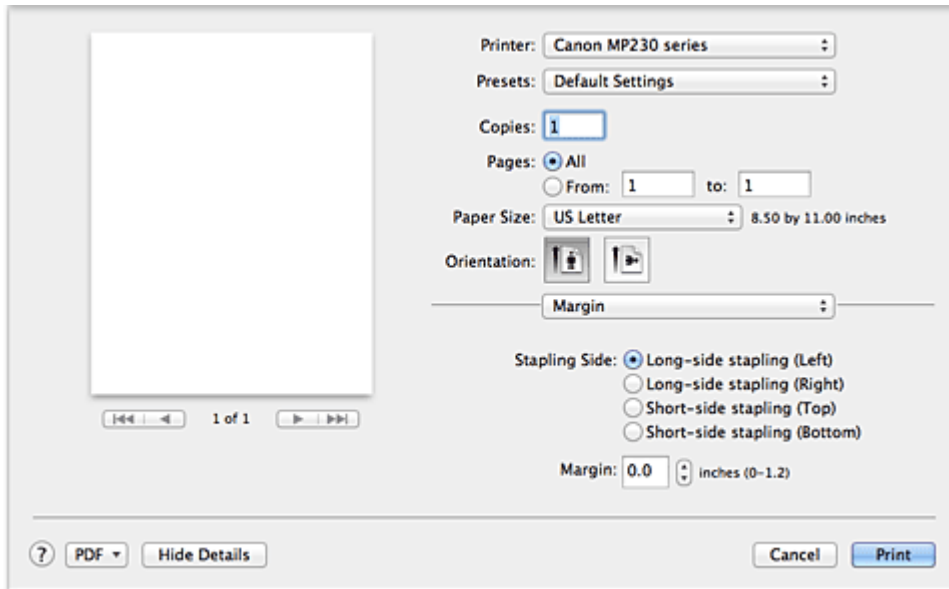 Printer: Canon MP230 series
Presets: Default Settings
Copies: 1
Pages: All
From: 1 to: 1
Paper Size: US Letter 8.50 by 11.00 inches
Orientation:
Margin
Stapling Side: Long-side stapling (Left)
Long-side stapling (Right)
Short-side stapling (Top)
Short-side stapling (Bottom)
Margin: 0.0 inches (0-1.2)
1 of 1
? PDF Hide Details Cancel Print